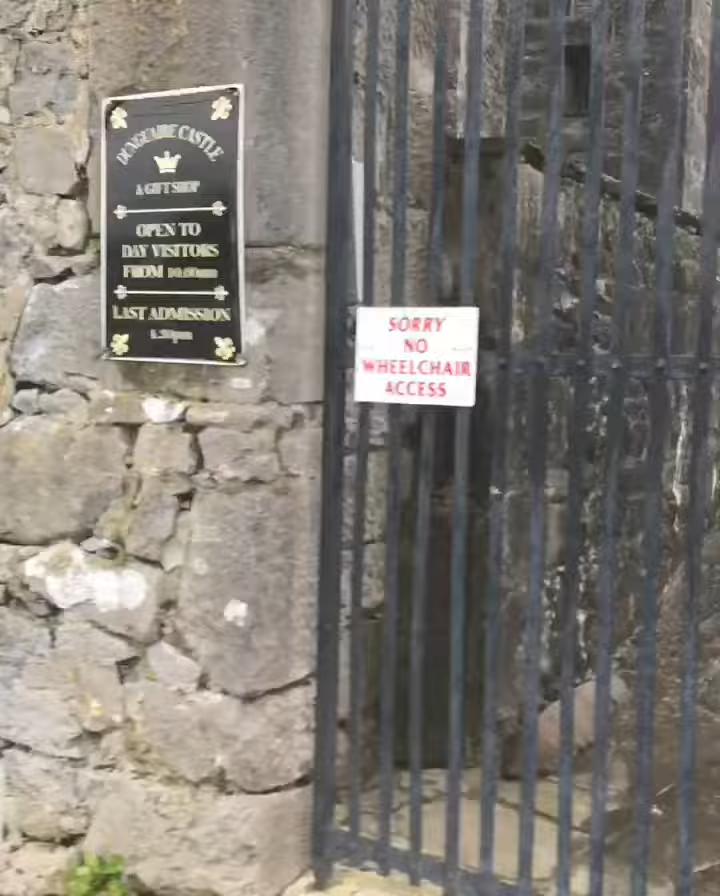 DUNGUAIRE CASTLE
& GIFT SHOP
OPEN TO
DAY VISITORS
FROM 10.00am
LAST ADMISSION
SORRY
NO
WHEELCHAIR
ACCESS